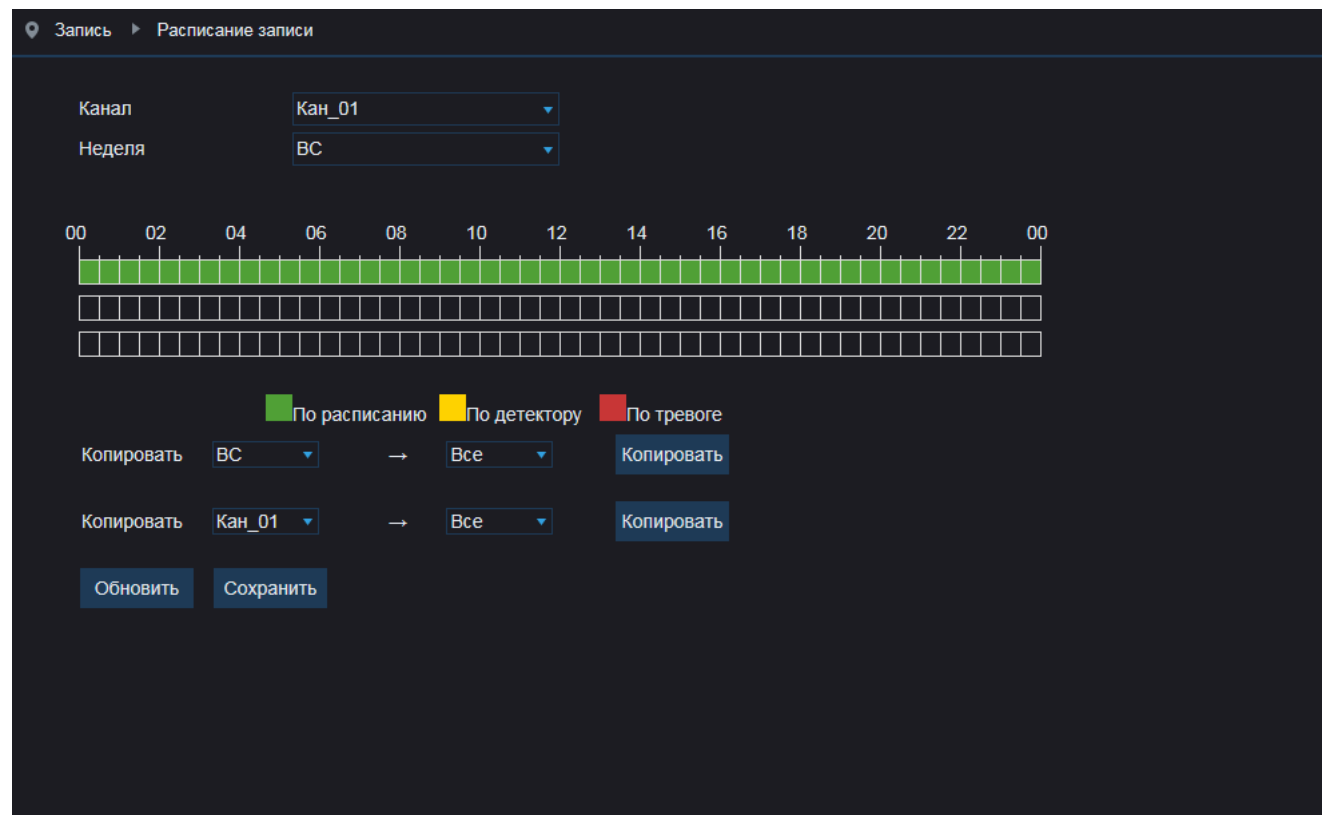 Запись Расписание записи
Канал Кан_01
Неделя ВС
00 02 04 06 08 10 12 14 16 18 20 22 00
По расписанию По детектору По тревоге
Копировать ВС → Все Копировать
Копировать Кан_01 → Все Копировать
Обновить Сохранить